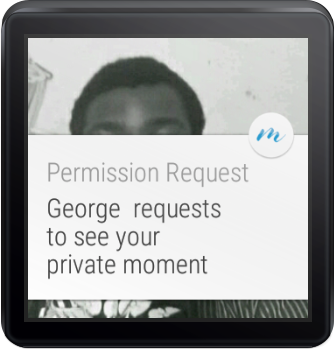 m
Permission Request
George requests
to see your
private moment